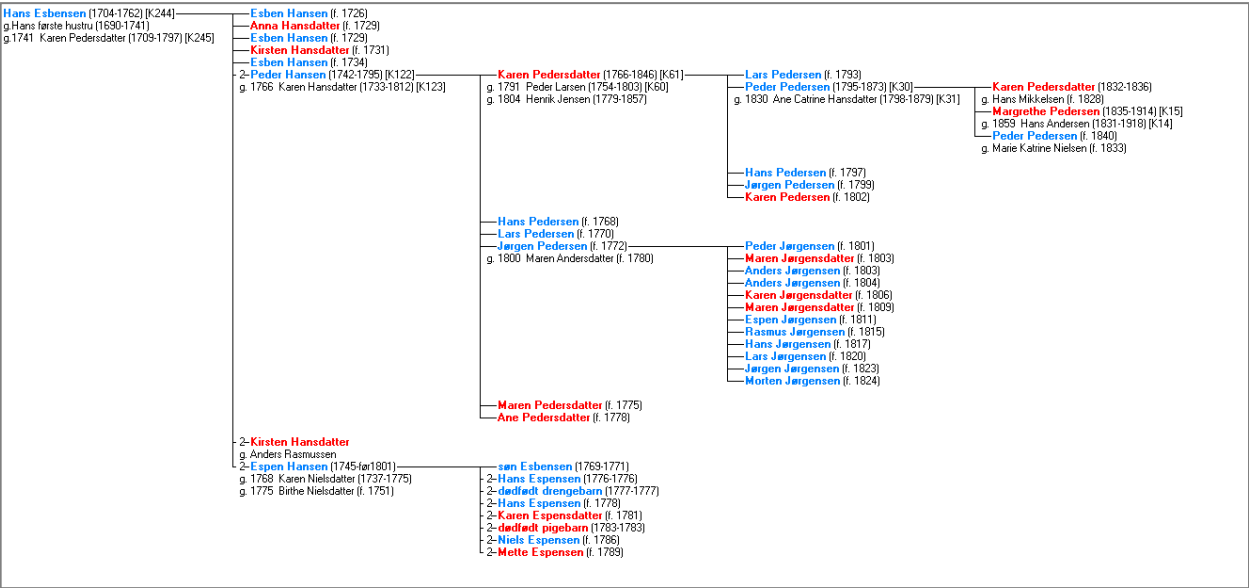 Hans Esbensen (1704-1762) [K244]
g.Hans første hustru (1690-1741)
g.1741 Karen Pedersdatter (1709-1797) [K245]
Esben Hansen (f. 1726)
Anna Hansdatter (f. 1729)
Esben Hansen (f. 1729)
Kirsten Hansdatter (f. 1731)
Esben Hansen (f. 1734)
2-Peder Hansen (1742-1795) [K122]
g. 1766 Karen Hansdatter (1733-1812) [K123]
Karen Pedersdatter (1766-1846) [K61]
g. 1791 Peder Larsen (1754-1803) [K60]
g. 1804 Henrik Jensen (1779-1857)
Lars Pedersen (f. 1793)
Peder Pedersen (1795-1873) [K30]
g. 1830 Ane Catrine Hansdatter (1798-1879) [K31]
Karen Pedersdatter (1832-1836)
g. Hans Mikkelsen (f. 1828)
Margrethe Pedersen (1835-1914) [K15]
g. 1859 Hans Andersen (1831-1918) [K14]
Peder Pedersen (f. 1840)
g. Marie Katrine Nielsen (f. 1833)
Hans Pedersen (f. 1797)
Jørgen Pedersen (f. 1799)
Karen Pedersen (f. 1802)
Hans Pedersen (f. 1768)
Lars Pedersen (f. 1770)
Jørgen Pedersen (f. 1772)
g. 1800 Maren Andersdatter (f. 1780)
Peder Jørgensen (f. 1801)
Maren Jørgensdatter (f. 1803)
Anders Jørgensen (f. 1803)
Anders Jørgensen (f. 1804)
Karen Jørgensdatter (f. 1806)
Maren Jørgensdatter (f. 1809)
Espen Jørgensen (f. 1811)
Rasmus Jørgensen (f. 1815)
Hans Jørgensen (f. 1817)
Lars Jørgensen (f. 1820)
Jørgen Jørgensen (f. 1823)
Morten Jørgensen (f. 1824)
Maren Pedersdatter (f. 1775)
Ane Pedersdatter (f. 1778)
2-Kirsten Hansdatter
g. Anders Rasmussen
2-Espen Hansen (1745-før1801)
g. 1768 Karen Nielsdatter (1737-1775)
g. 1775 Birthe Nielsdatter (f. 1751)
søn Esbensen (1769-1771)
2-Hans Espensen (1776-1776)
2-dødfødt drengebarn (1777-1777)
2-Hans Espensen (f. 1778)
2-Karen Espensdatter (f. 1781)
2-dødfødt pigebarn (1783-1783)
2-Niels Espensen (f. 1786)
2-Mette Espensen (f. 1789)